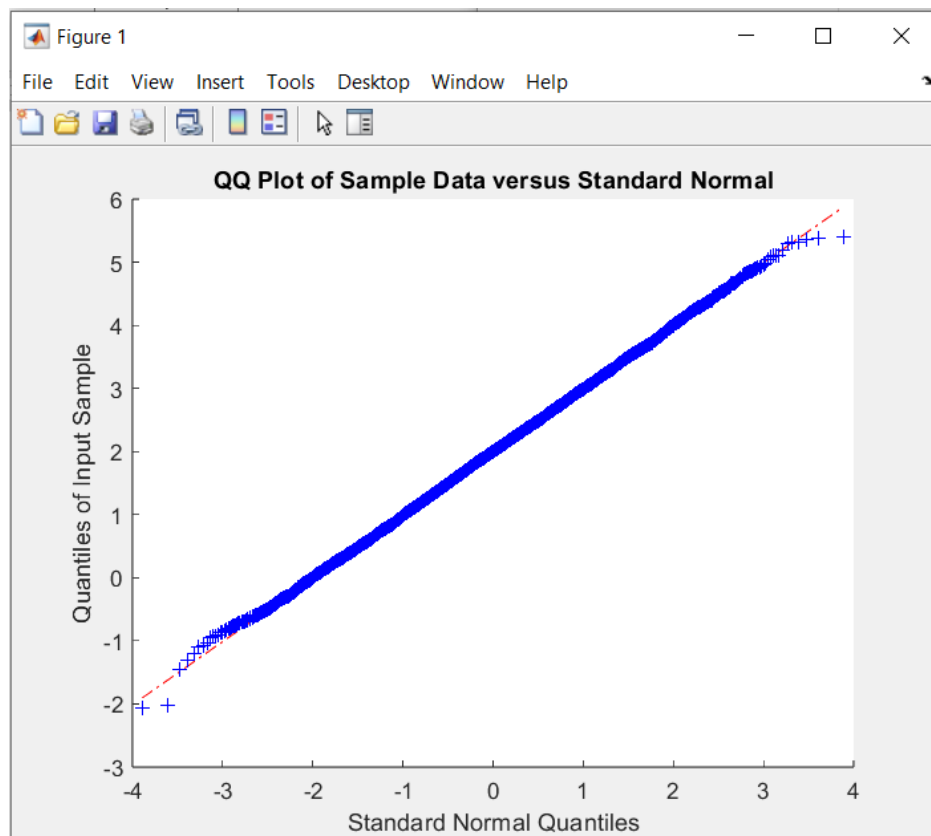 Figure 1
File Edit View Insert Tools Desktop Window Help
QQ Plot of Sample Data versus Standard Normal
6
5
4
3
2
1
0
-1
-2
-3
Quantiles of Input Sample
-4 -3 -2 -1 0 1 2 3 4
Standard Normal Quantiles